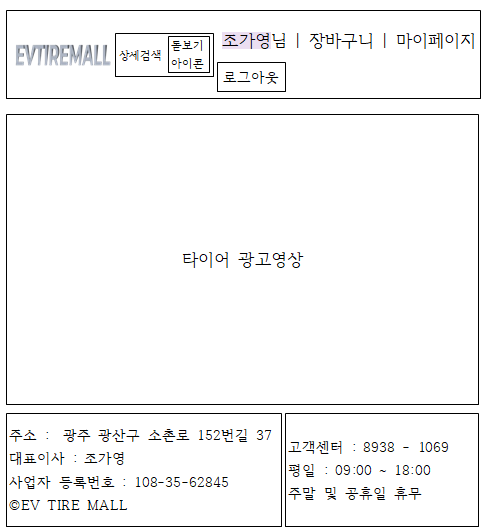 EVTIREMALL
상세검색
돋보기
아이콘
조가영님 | 장바구니 | 마이페이지
로그아웃
타이어 광고영상
주소 : 광주 광산구 소촌로 152번길 37
대표이사 : 조가영
사업자 등록번호 : 108-35-62845
©EV TIRE MALL
고객센터 : 8938 - 1069
평일 : 09:00 ~ 18:00
주말 및 공휴일 휴무